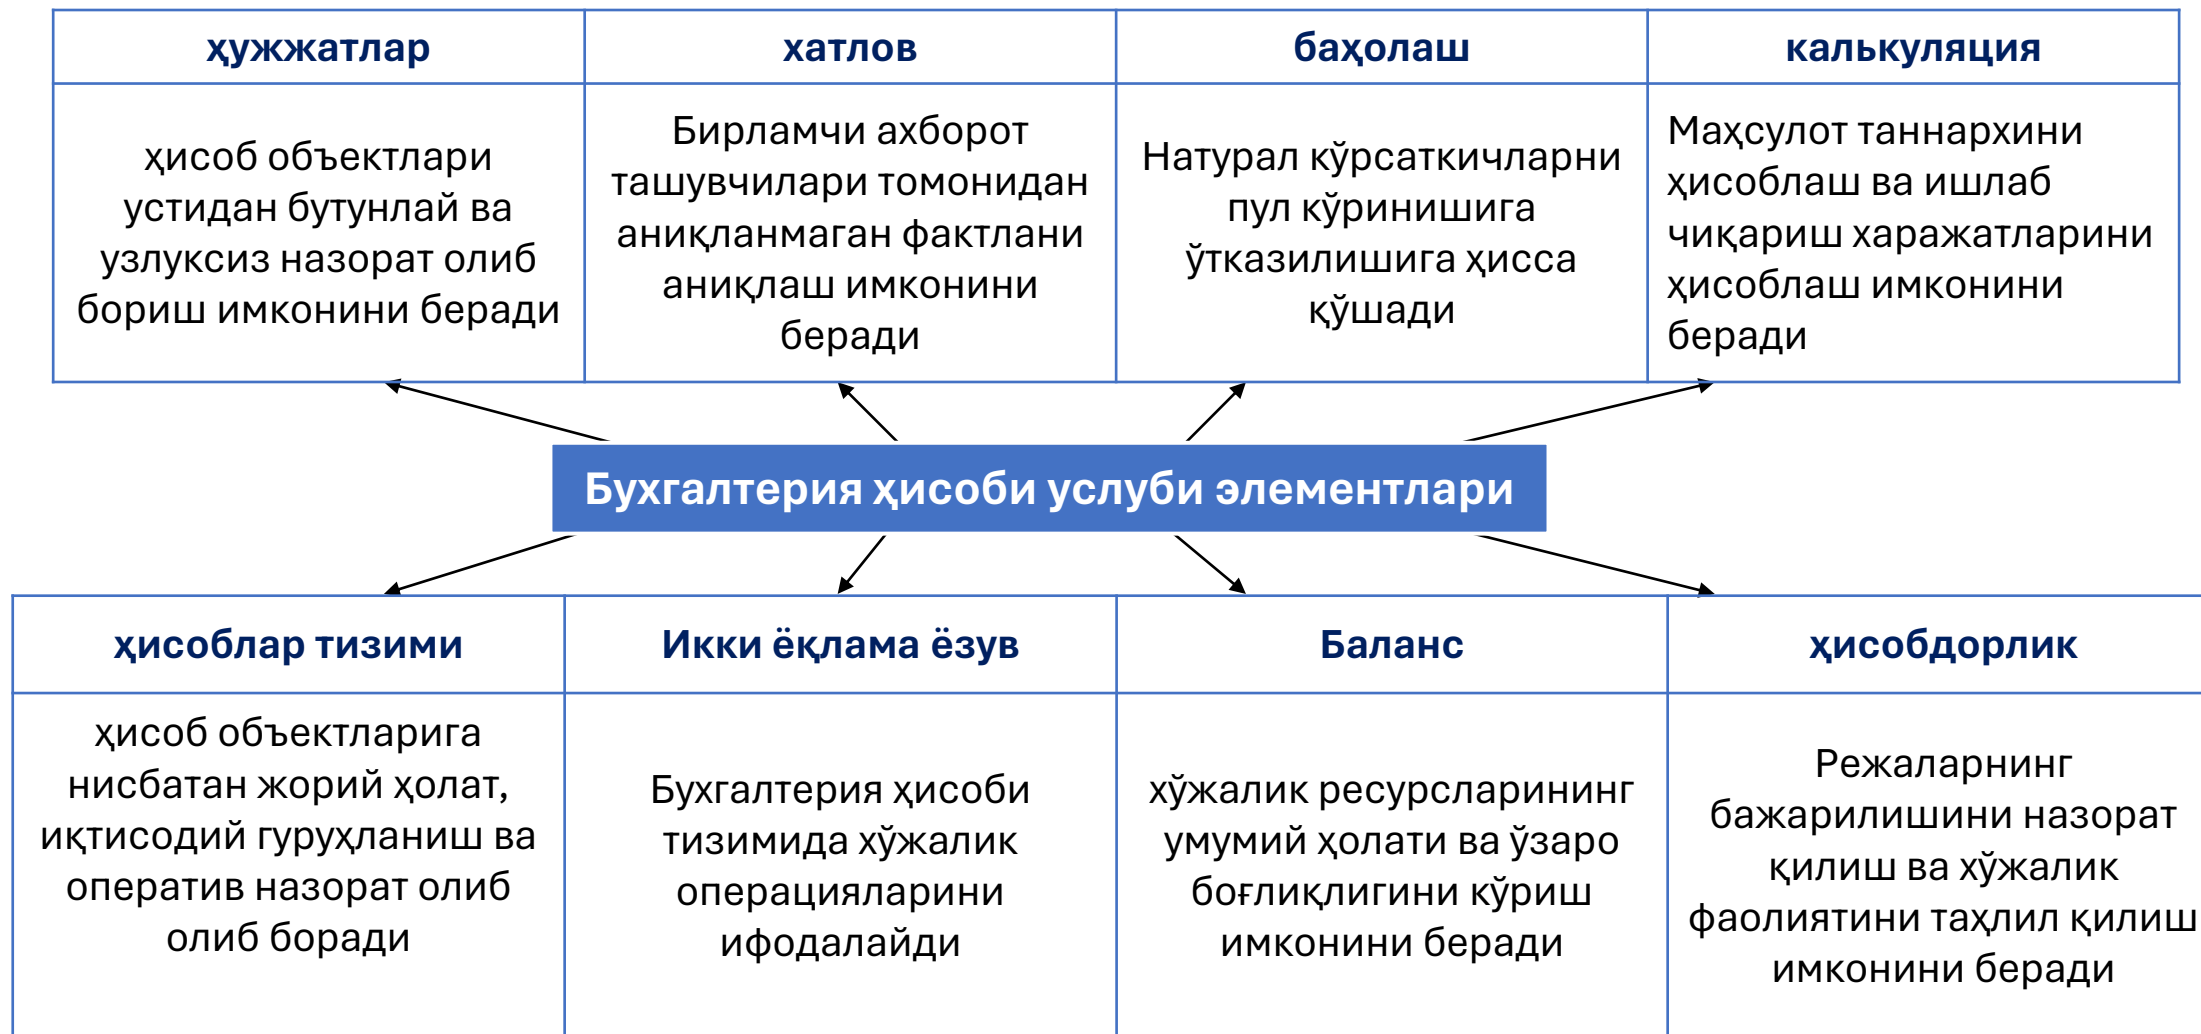 ҳужжатлар
хатлов
баҳолаш
калькуляция
ҳисоб объектлари
устидан бутунлай ва
узлуксиз назорат олиб
бориш имконини беради
Бирламчи ахборот
ташувчилари томонидан
аниқланмаган фактлани
аниқлаш имконини
беради
Натурал кўрсаткичларни
пул кўринишига
ўтказилишига ҳисса
қўшади
Маҳсулот таннархини
ҳисоблаш ва ишлаб
чиқариш харажатларини
ҳисоблаш имконини
беради
Бухгалтерия ҳисоби услуби элементлари
ҳисоблар тизими
Икки ёқлама ёзув
Баланс
ҳисобдорлик
ҳисоб объектларига
нисбатан жорий ҳолат,
иқтисодий гуруҳланиш ва
оператив назорат олиб
олиб боради
Бухгалтерия ҳисоби
тизимида хўжалик
операцияларини
ифодалайди
хўжалик ресурсларининг
умумий ҳолати ва ўзаро
боғлиқлигини кўриш
имконини беради
Режаларнинг
бажарилишини назорат
қилиш ва хўжалик
фаолиятини таҳлил қилиш
имконини беради